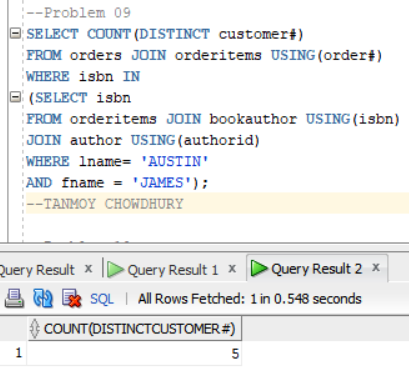 --Problem 09
SELECT COUNT(DISTINCT customer#)
FROM orders JOIN orderitems USING(order#)
WHERE isbn IN
(SELECT isbn
FROM orderitems JOIN bookauthor USING(isbn)
JOIN author USING(authorid)
WHERE lname= 'AUSTIN'
AND fname = 'JAMES');
--TANMOY CHOWDHURY
Query Result x Query Result 1 x Query Result 2 x
SQL | All Rows Fetched: 1 in 0.548 seconds
COUNT(DISTINCTCUSTOMER#)
1 5